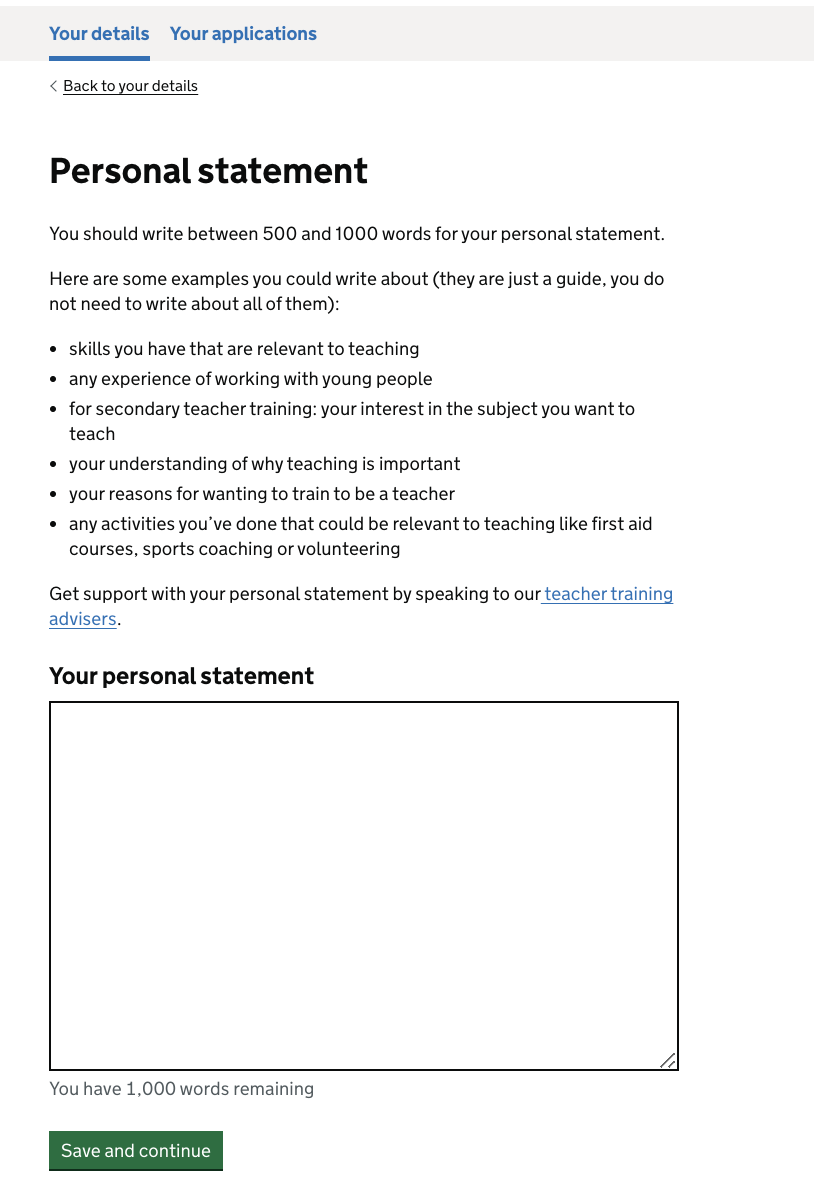 Your details Your applications
Back to your details
Personal statement
You should write between 500 and 1000 words for your personal statement.
Here are some examples you could write about (they are just a guide, you do
not need to write about all of them):
• skills you have that are relevant to teaching
• any experience of working with young people
• for secondary teacher training: your interest in the subject you want to
teach
• your understanding of why teaching is important
• your reasons for wanting to train to be a teacher
• any activities you’ve done that could be relevant to teaching like first aid
courses, sports coaching or volunteering
Get support with your personal statement by speaking to our teacher training
advisers.
Your personal statement
You have 1,000 words remaining
Save and continue